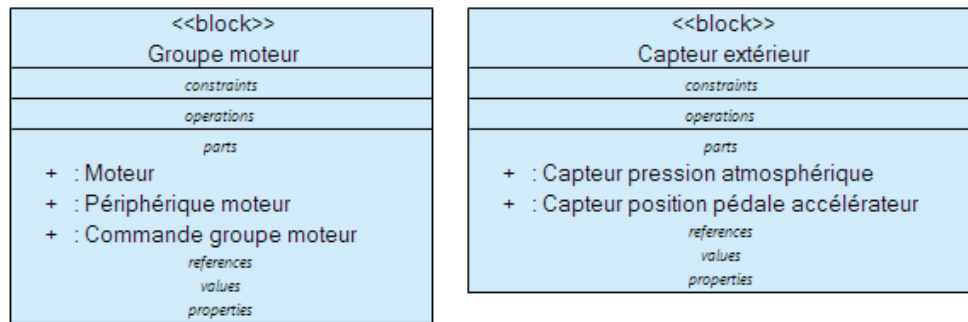 <<block>>
Groupe moteur
constraints
operations
parts
+ : Moteur
+ : Périphérique moteur
+ : Commande groupe moteur
references
values
properties
<<block>>
Capteur extérieur
constraints
operations
parts
+ : Capteur pression atmosphérique
+ : Capteur position pédale accélérateur
references
values
properties